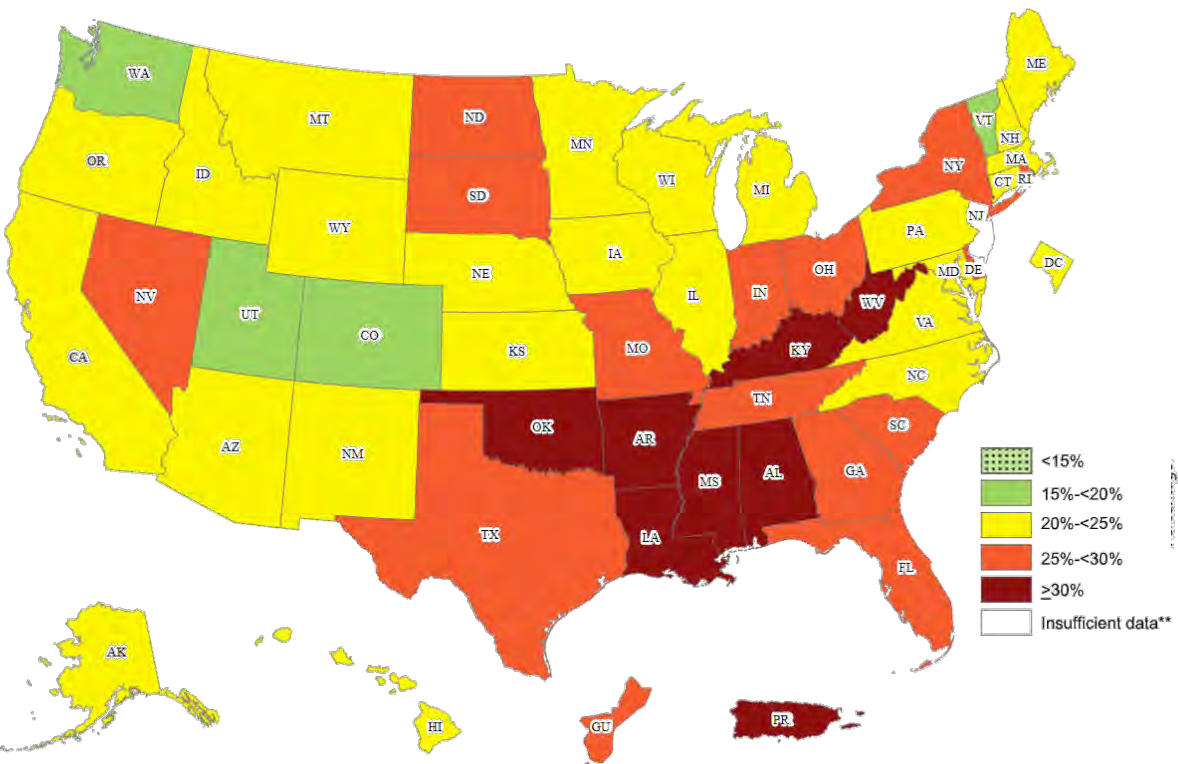 ME
WA
MT
ND
VT
MN
NH
OR
MA
NY
ID
WI
RI
CT
MI
SD
NJ
WY
PA
IA
DC
NE
OH
MD
DE
IN
IL
NV
WV
UT
VA
CO
MO
KY
KS
CA
NC
TN
SC
OK
AR
AZ
NM
GA
AL
MS
<15%
15%-<20%
20%-<25%
TX
LA
25%-<30%
FL
≥30%
Insufficient data**
AK
HI
GU
PR